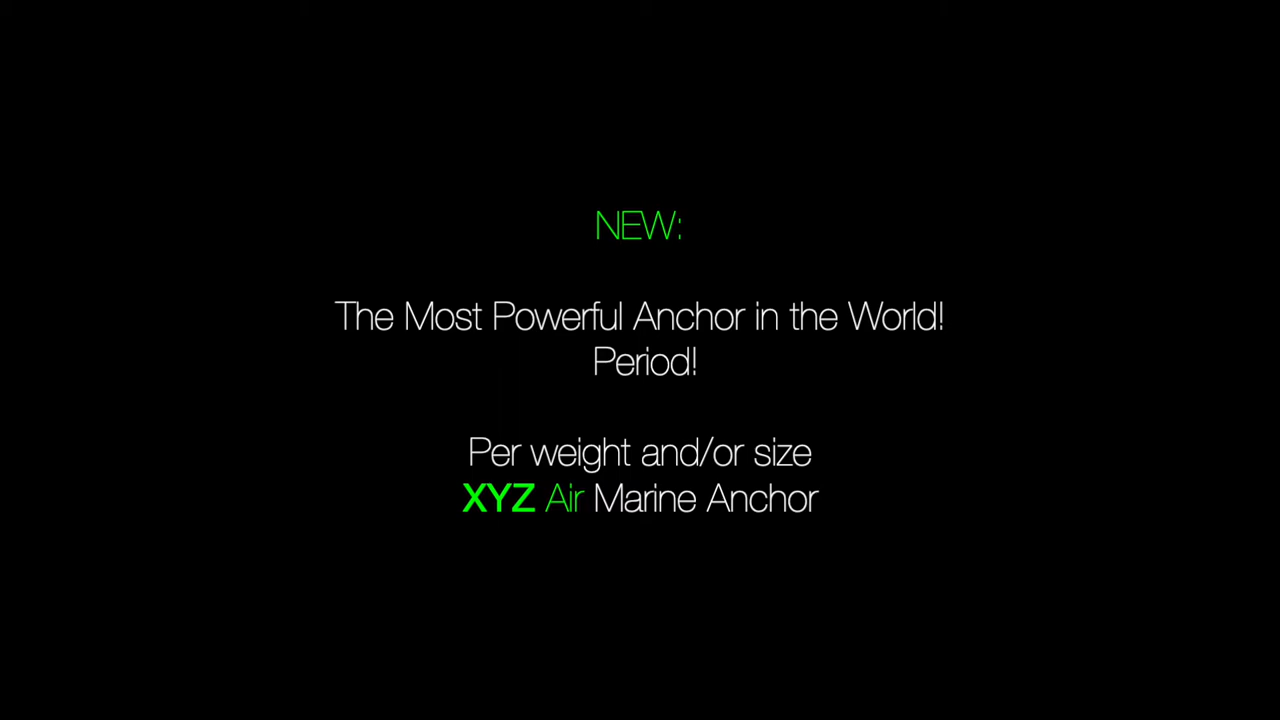 NEW:
The Most Powerful Anchor in the World!
Period!
Per weight and/or size
XYZ Air Marine Anchor